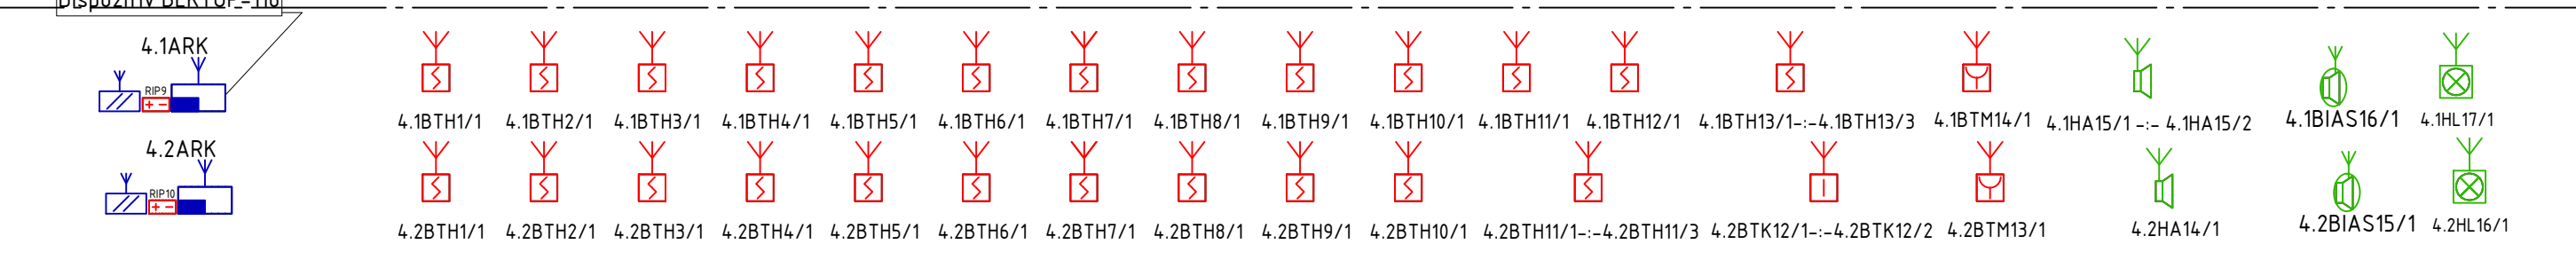 4.1ARK
RIP9
4.1BTH1/1 4.1BTH2/1 4.1BTH3/1 4.1BTH4/1 4.1BTH5/1 4.1BTH6/1 4.1BTH7/1 4.1BTH8/1 4.1BTH9/1 4.1BTH10/1 4.1BTH11/1 4.1BTH12/1 4.1BTH13/1-:-4.1BTH13/3 4.1BTM14/1 4.1HA15/1 -:- 4.1HA15/2 4.1BIAS16/1 4.1HL17/1
4.2ARK
RIP10
4.2BTH1/1 4.2BTH2/1 4.2BTH3/1 4.2BTH4/1 4.2BTH5/1 4.2BTH6/1 4.2BTH7/1 4.2BTH8/1 4.2BTH9/1 4.2BTH10/1 4.2BTH11/1-:-4.2BTH11/3 4.2BTK12/1-:-4.2BTK12/2 4.2BTM13/1 4.2HA14/1 4.2BIAS15/1 4.2HL16/1